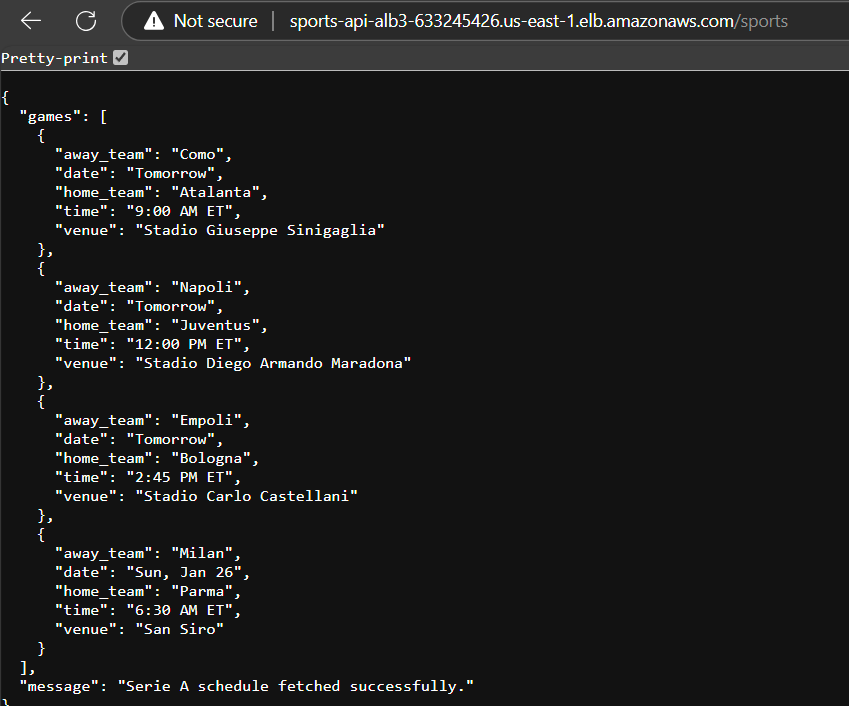 Not secure sports-api-alb3-633245426.us-east-1.elb.amazonaws.com/sports
Pretty-print
{
  "games": [
    {
      "away_team": "Como",
      "date": "Tomorrow",
      "home_team": "Atalanta",
      "time": "9:00 AM ET",
      "venue": "Stadio Giuseppe Sinigaglia"
    },
    {
      "away_team": "Napoli",
      "date": "Tomorrow",
      "home_team": "Juventus",
      "time": "12:00 PM ET",
      "venue": "Stadio Diego Armando Maradona"
    },
    {
      "away_team": "Empoli",
      "date": "Tomorrow",
      "home_team": "Bologna",
      "time": "2:45 PM ET",
      "venue": "Stadio Carlo Castellani"
    },
    {
      "away_team": "Milan",
      "date": "Sun, Jan 26",
      "home_team": "Parma",
      "time": "6:30 AM ET",
      "venue": "San Siro"
    }
  ],
  "message": "Serie A schedule fetched successfully."
}